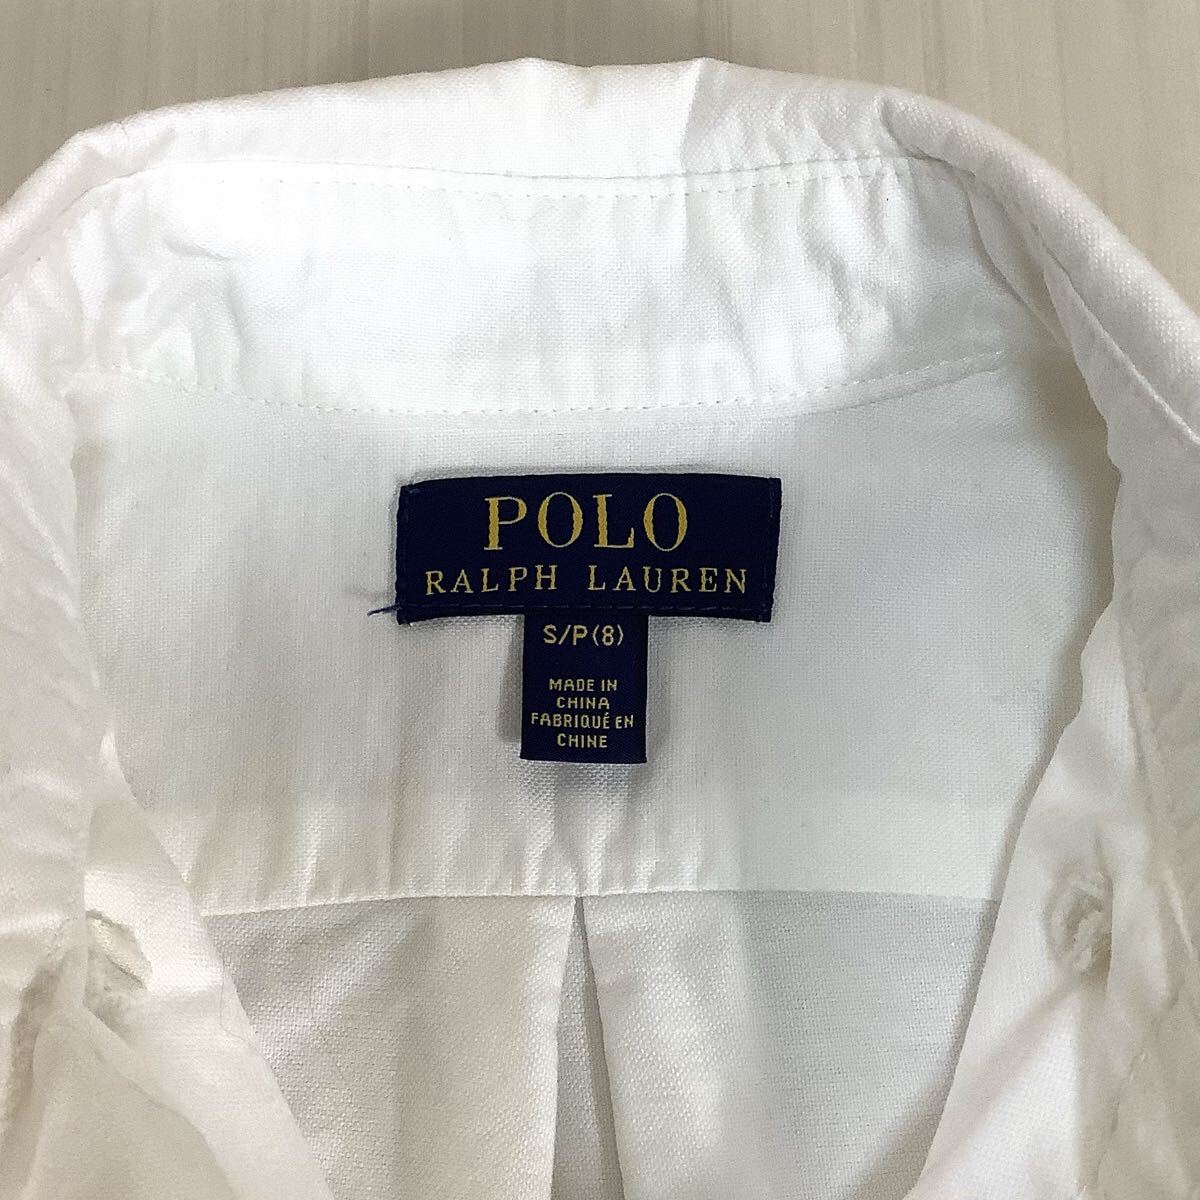 POLO
RALPH LAUREN
S/P(8)
MADE IN
CHINA
FABRIQUÉ EN
CHINE